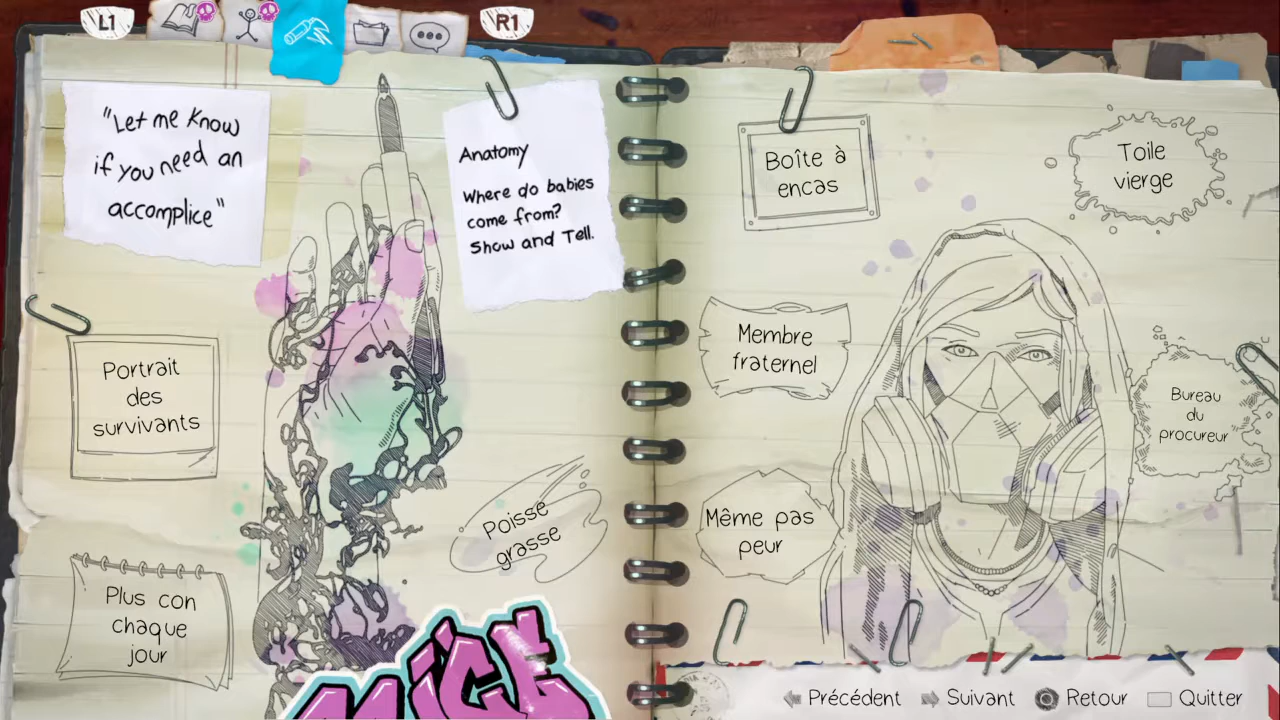 L1
R1
"Let me know
if you need an
accomplice"
Anatomy
Where do babies
come from?
Show and Tell.
Portrait
des
survivants
Poisse
grasse
Plus con
chaque
jour
NICE
Boîte à
encas
Toile
vierge
Membre
fraternel
Bureau
du
procureur
Même pas
peur
Précédent
Suivant
Retour
Quitter